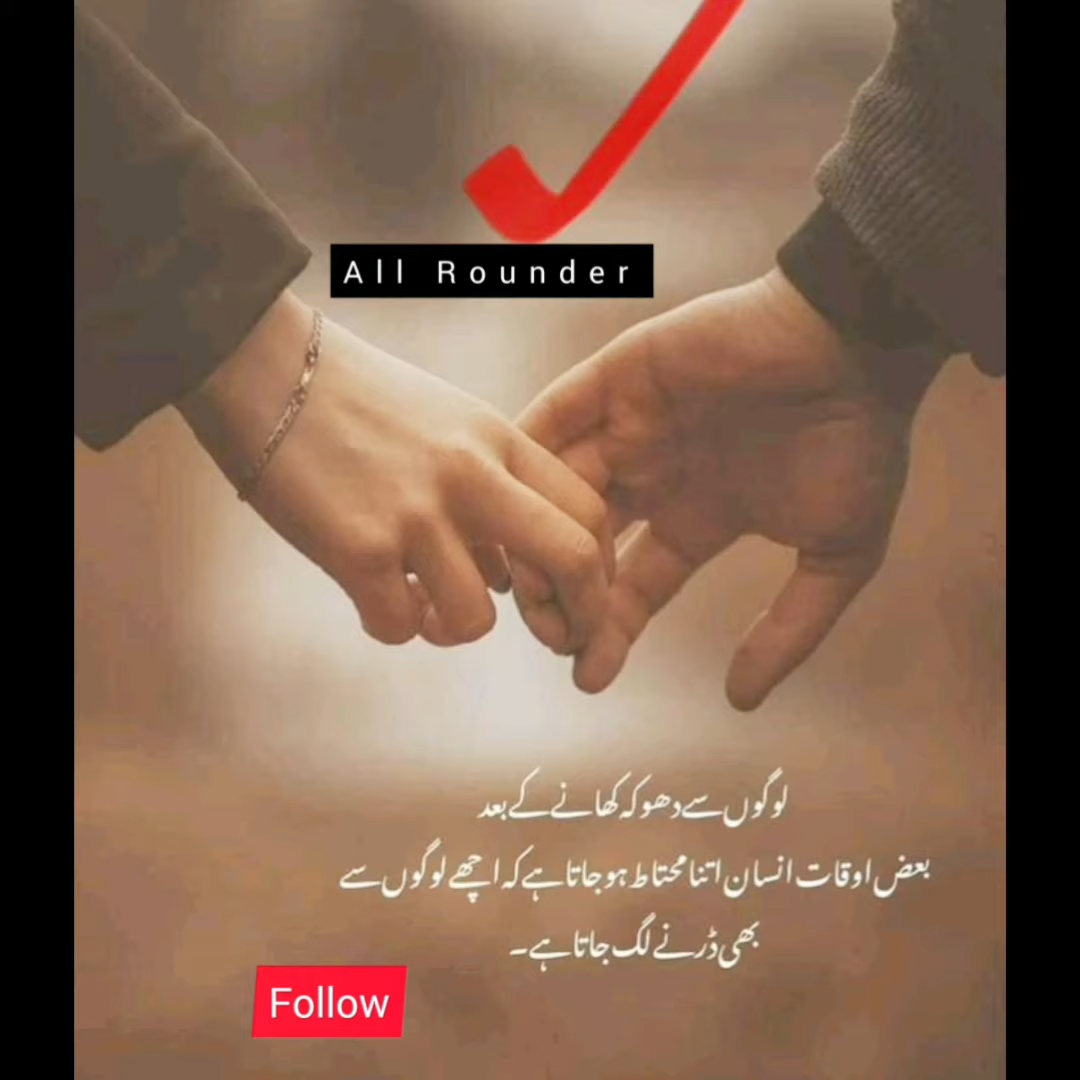 All Rounder
لوگوں سے دھوکہ کھانے کے بعد
بعض اوقات انسان اتنا محتاط ہو جاتا ہے کہ اچھے لوگوں سے
بھی ڈرنے لگ جاتا ہے۔
Follow